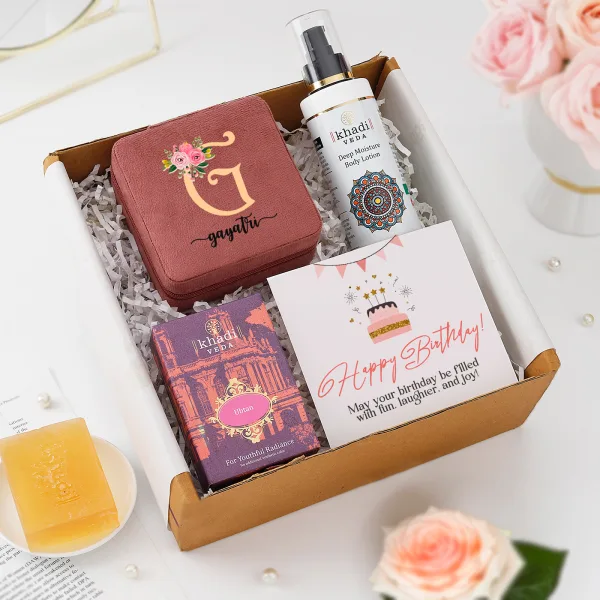 G
gayatri
khadi
VEDA
Deep Moisture
Body Lotion
khadi
VEDA
Ubtan
For Youthful Radiance
Happy Birthday!
May your birthday be filled
with fun, laughter, and joy!